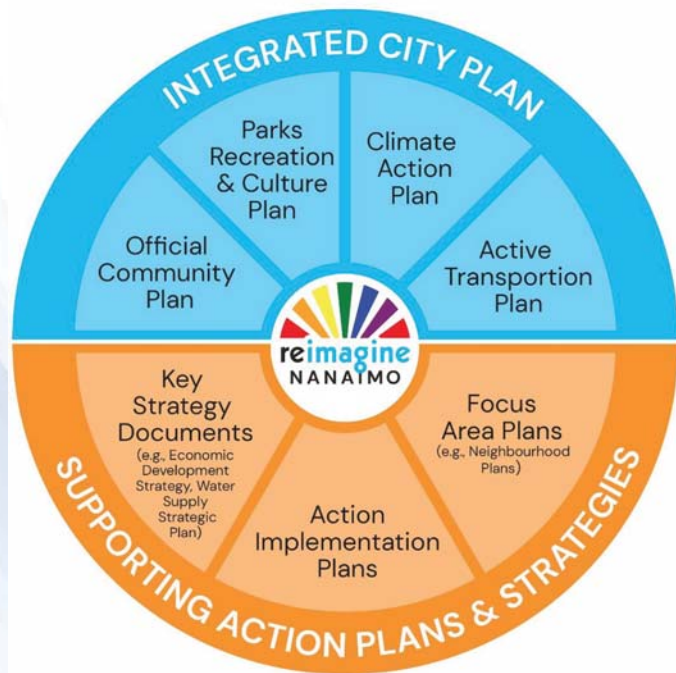 INTEGRATED CITY PLAN
Official
Community
Plan
Parks
Recreation
& Culture
Plan
Climate
Action
Plan
Active
Transportion
Plan
reimagine
NANAIMO
Key
Strategy
Documents
(e.g., Economic
Development
Strategy, Water
Supply
Strategic
Plan)
Action
Implementation
Plans
Focus
Area Plans
(e.g., Neighbourhood
Plans)
SUPPORTING ACTION PLANS & STRATEGIES